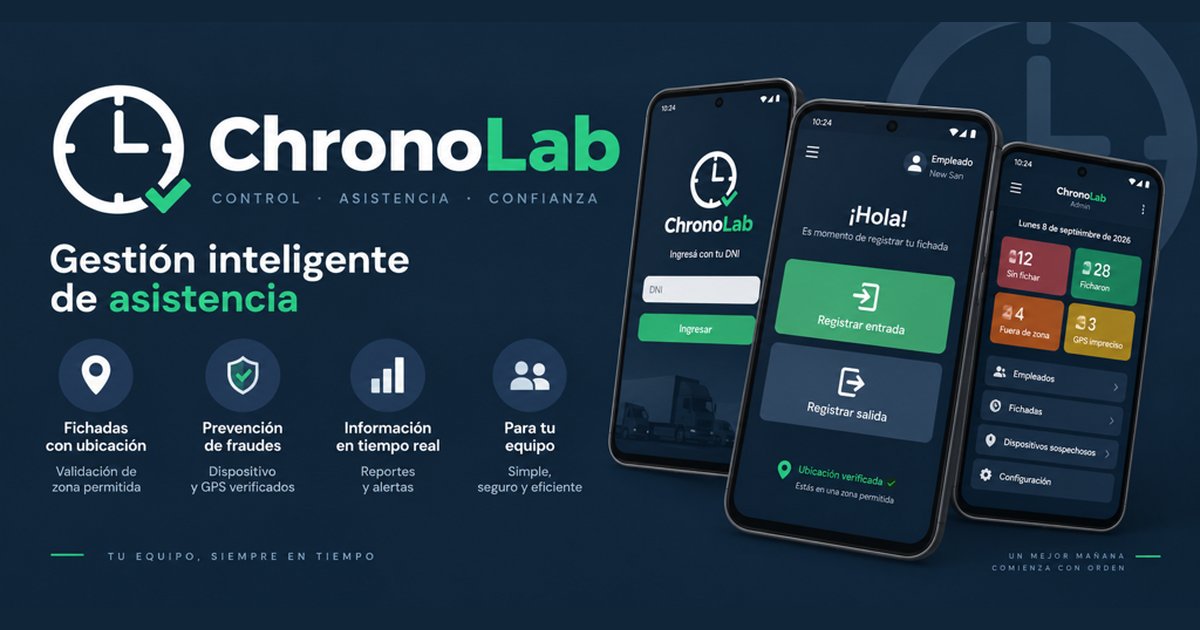 ChronoLab
CONTROL · ASISTENCIA · CONFIANZA
Gestión inteligente
de asistencia
Fichadas
con ubicación
Validación de
zona permitida
Prevención
de fraudes
Dispositivo
y GPS verificados
Información
en tiempo real
Reportes
y alertas
Para tu
equipo
Simple,
seguro y eficiente
TU EQUIPO, SIEMPRE EN TIEMPO
10:24
ChronoLab
Ingresá con tu DNI
DNI
Ingresar
10:24
Empleado
New San
¡Hola!
Es momento de registrar tu fichada
Registrar entrada
Registrar salida
Ubicación verificada
Estás en una zona permitida
10:24
ChronoLab
Admin
Lunes 8 de septiembre de 2026
12
Sin fichar
28
Ficharon
4
Fuera de zona
3
GPS impreciso
Empleados
Fichadas
Dispositivos sospechosos
Configuración
UN MEJOR MAÑANA
COMIENZA CON ORDEN